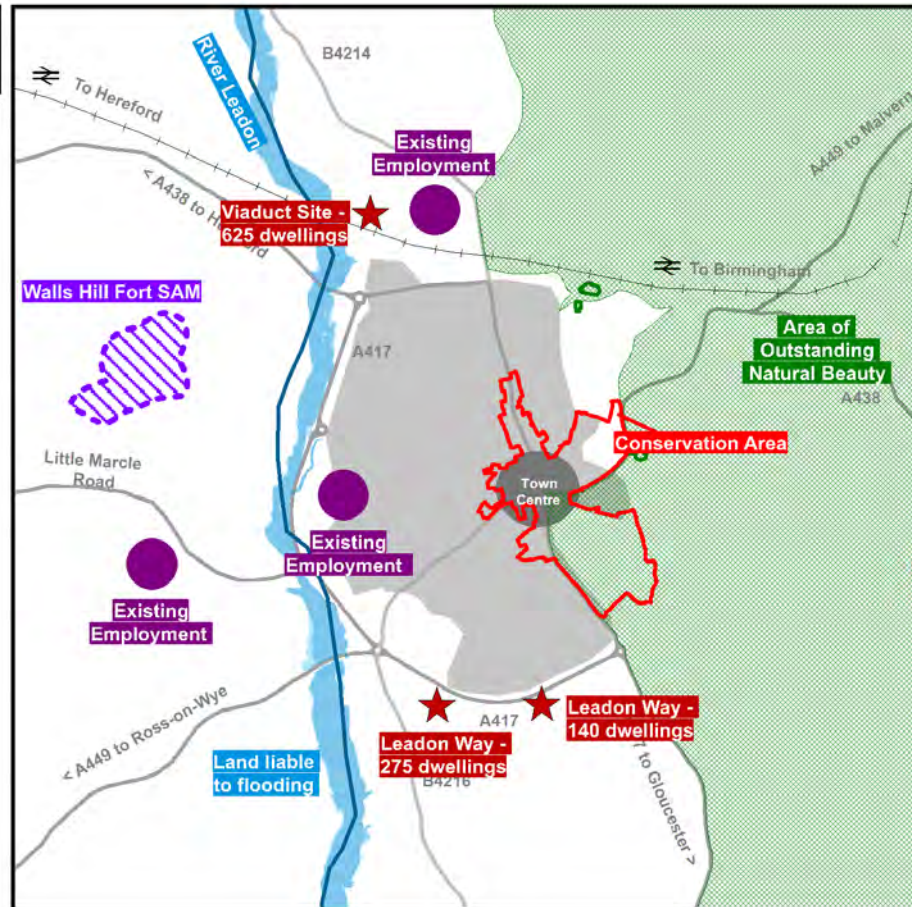 B4214
River Leadon
To Hereford
A449 to Malvern
Existing
Employment
< A438 to Hereford
Viaduct Site -
625 dwellings
To Birmingham
Walls Hill Fort SAM
Area of
Outstanding
Natural Beauty
A417
A438
Conservation Area
Little Marcle
Road
Town
Centre
Existing
Employment
Existing
Employment
< A449 to Ross-on-Wye
Leadon Way -
140 dwellings
A417
Leadon Way -
275 dwellings
Land liable
to flooding
B4216
7 to Gloucester >